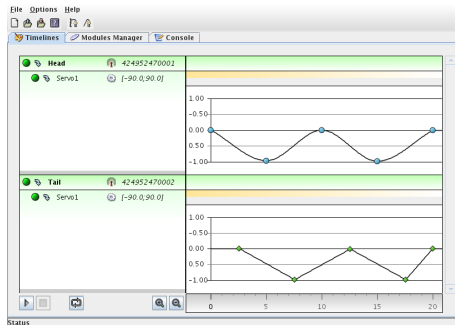 File Options Help
Timelines Modules Manager Console
Head 424952470001
Servo1 [-90.0;90.0]
1.00
-0.50
0.00
0.50
-1.00
Tail 424952470002
Servo1 [-90.0;90.0]
1.00
-0.50
0.00
0.50
-1.00
0 5 10 15 20
Status